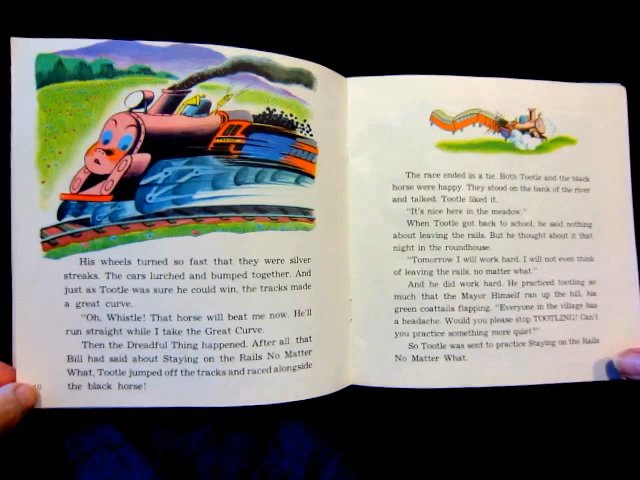 His wheels turned so fast that they were silver
streaks. The cars lurched and bumped together. And
just as Tootle was sure he could win, the tracks made
a great curve.
"Oh, Whistle! That horse will beat me now. He'll
run straight while I take the Great Curve.
Then the Dreadful Thing happened. After all that
Bill had said about Staying on the Rails No Matter
What, Tootle jumped off the tracks and raced alongside
the black horse!
10
The race ended in a tie. Both Tootle and the black
horse were happy. They stood on the bank of the river
and talked. Tootle liked it.
"It's nice here in the meadow."
When Tootle got back to school, he said nothing
about leaving the rails. But he thought about it that
night in the roundhouse.
"Tomorrow I will work hard. I will not even think
of leaving the rails, no matter what."
And he did work hard. He practiced tootling so
much that the Mayor Himself ran up the hill, his
green coattails flapping. "Everyone in the village has
a headache. Would you please stop TOOTLING! Can't
you practice something more quiet?"
So Tootle was sent to practice Staying on the Rails
No Matter What.